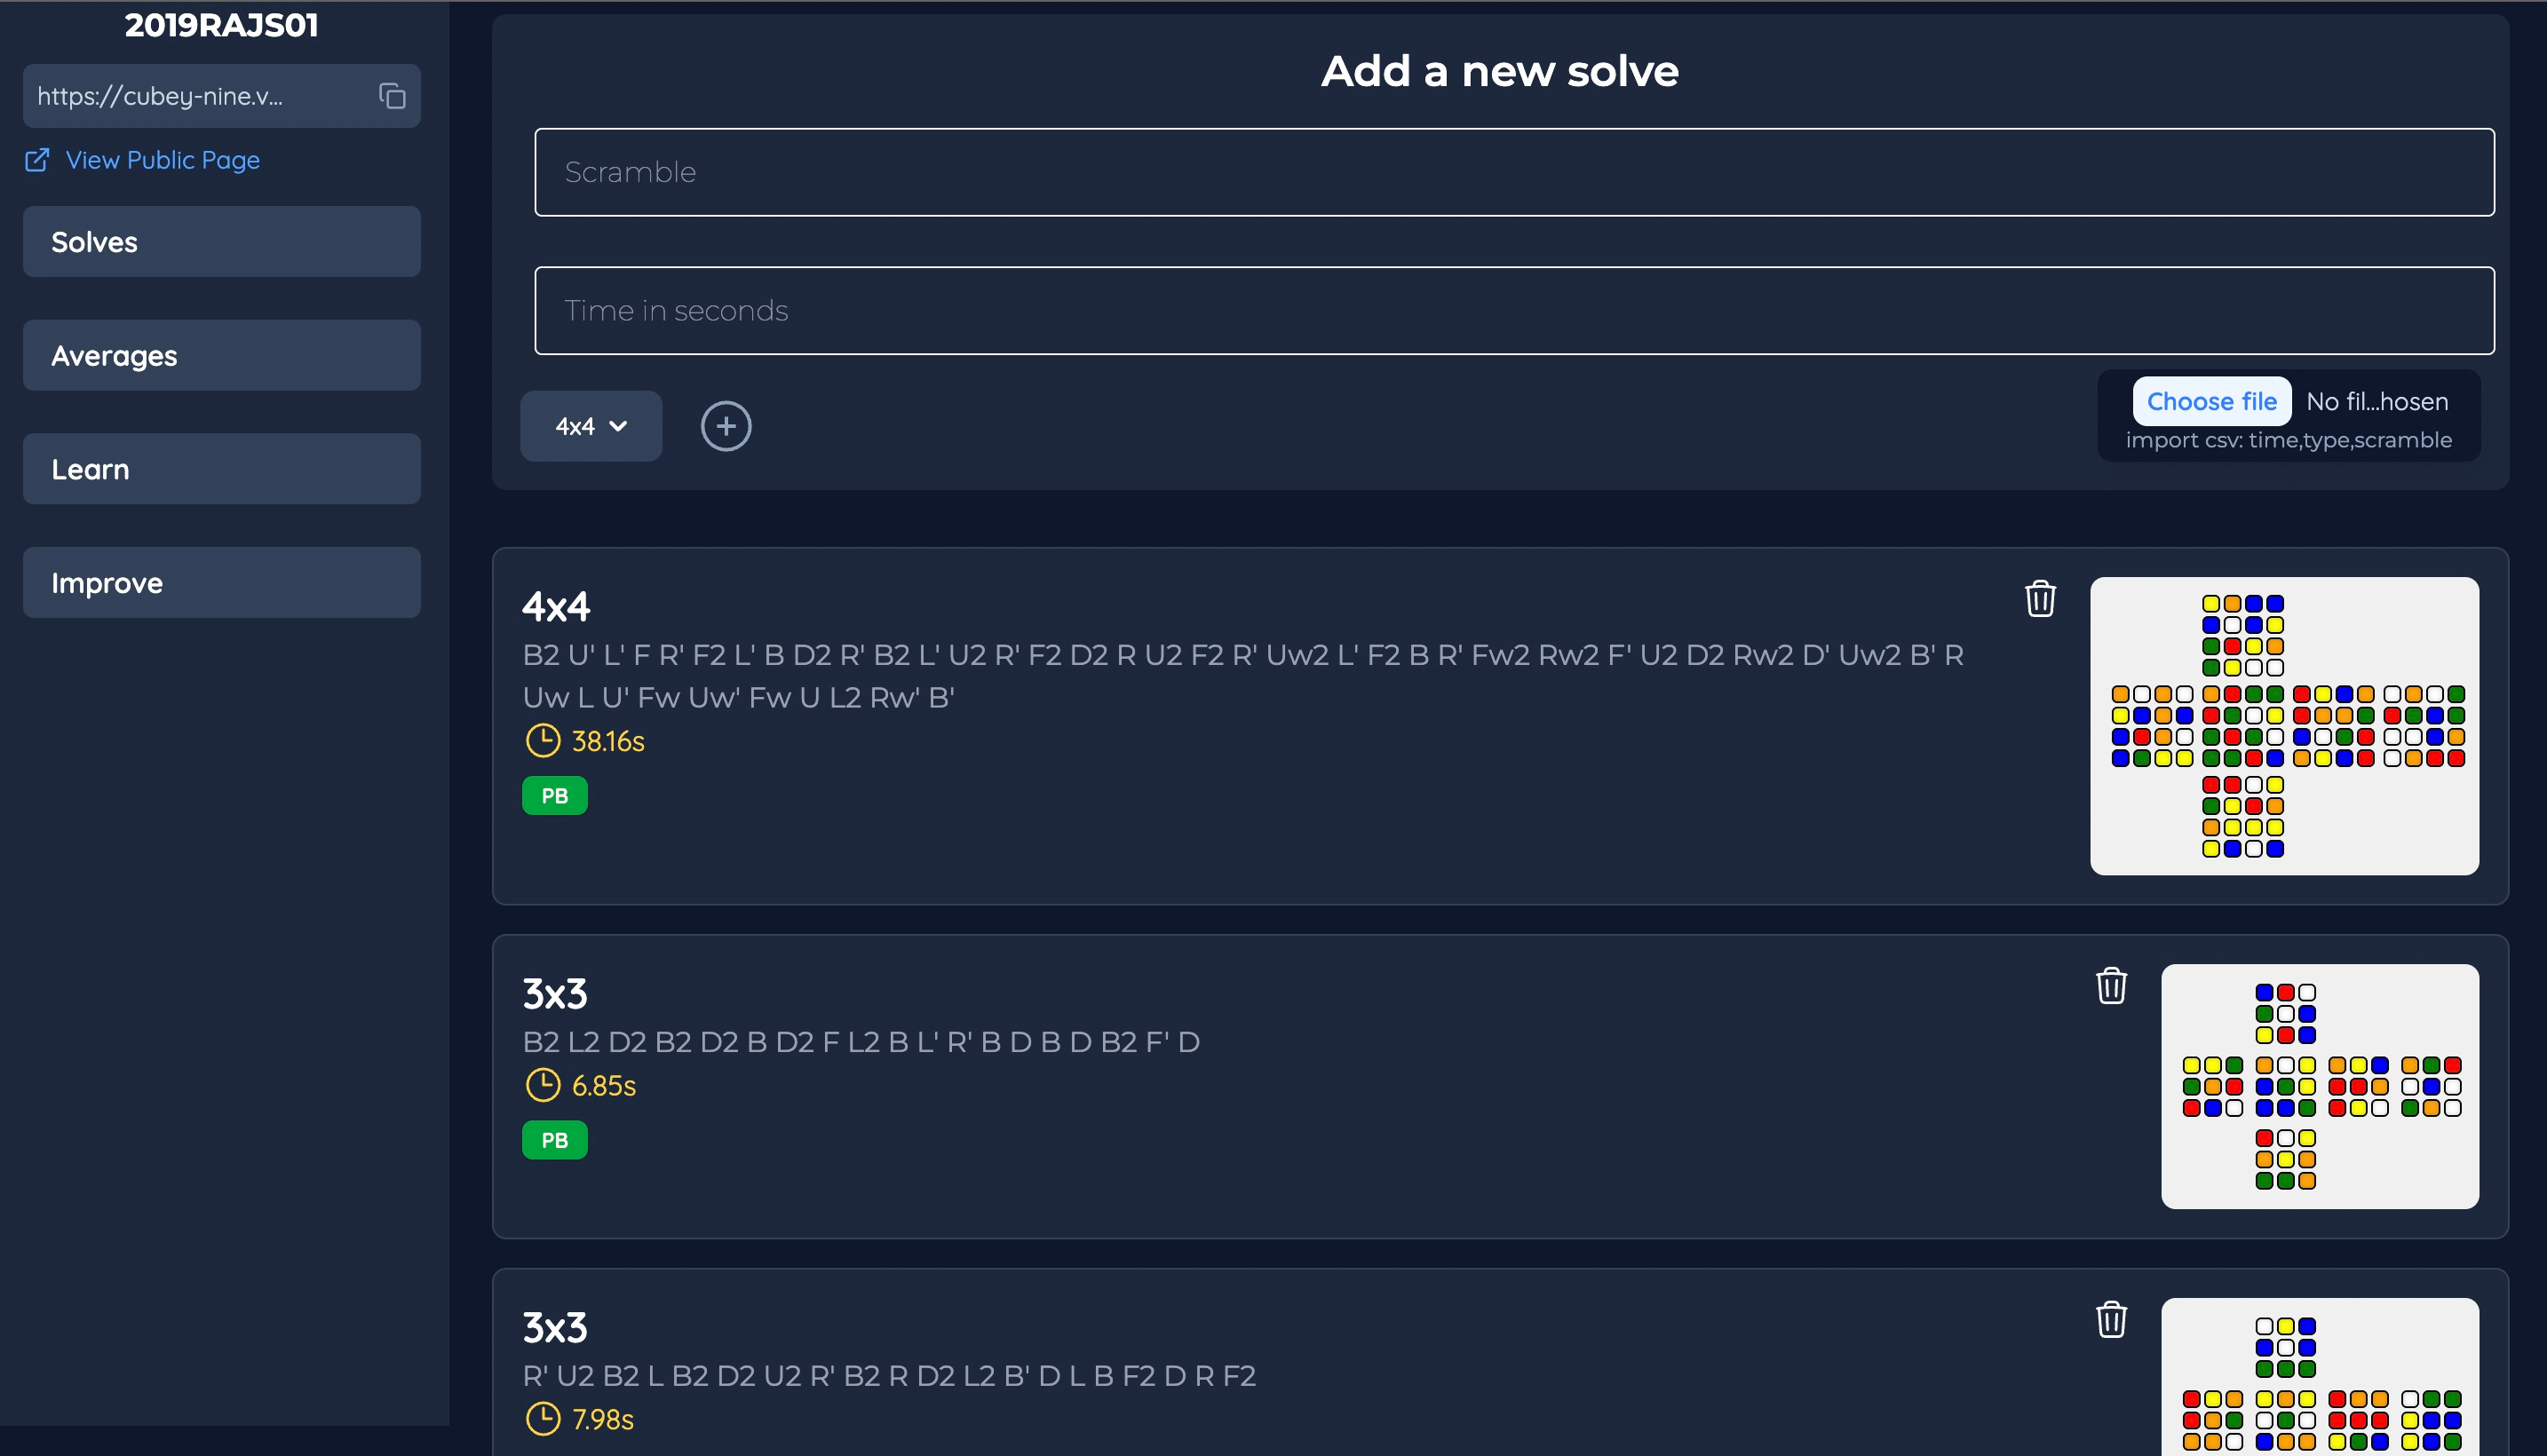 2019RAJS01
https://cubey-nine.v...
View Public Page
Solves
Averages
Learn
Improve
Add a new solve
Scramble
Time in seconds
4x4
Choose file No fil...hosen
import csv: time,type,scramble
4x4
B2 U' L' F R' F2 L' B D2 R' B2 L' U2 R' F2 D2 R U2 F2 R' Uw2 L' F2 B R' Fw2 Rw2 F' U2 D2 Rw2 D' Uw2 B' R
Uw L U' Fw Uw' Fw U L2 Rw' B'
38.16s
PB
3x3
B2 L2 D2 B2 D2 B D2 F L2 B L' R' B D B D B2 F' D
6.85s
PB
3x3
R' U2 B2 L B2 D2 U2 R' B2 R D2 L2 B' D L B F2 D R F2
7.98s